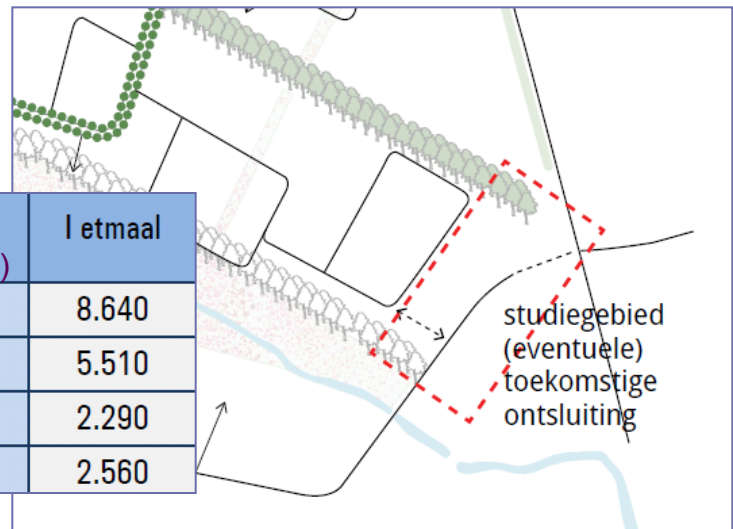 I etmaal
)
8.640
5.510
2.290
2.560
studiegebied
(eventuele)
toekomstige
ontsluiting